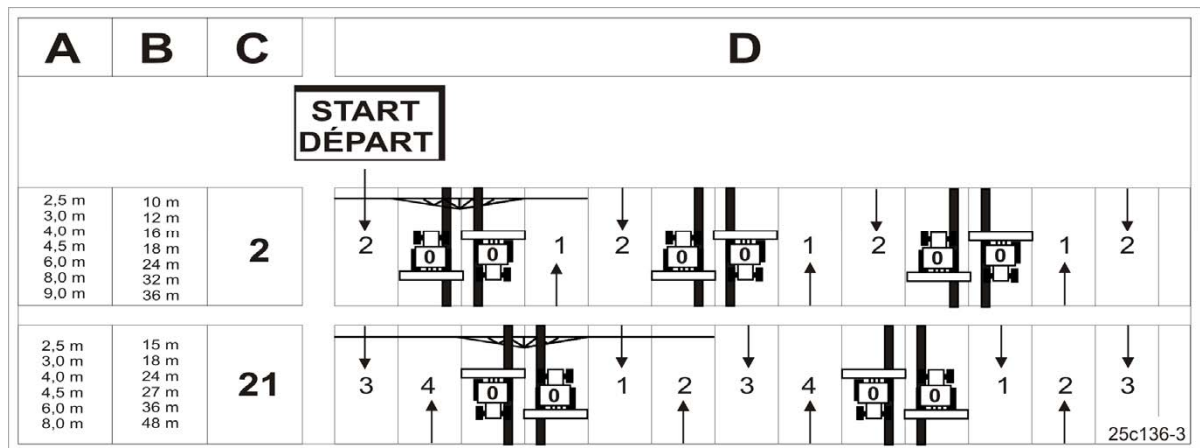 A B C D
START
DÉPART
2,5 m 10 m
3,0 m 12 m
4,0 m 16 m
4,5 m 18 m
6,0 m 24 m
8,0 m 32 m
9,0 m 36 m
2
2 0 0 1 2 0 0 1 2 0 0 1 2
2,5 m 15 m
3,0 m 18 m
4,0 m 24 m
4,5 m 27 m
6,0 m 36 m
8,0 m 48 m
21
3 4 0 0 1 2 3 4 0 0 1 2 3
25c136-3